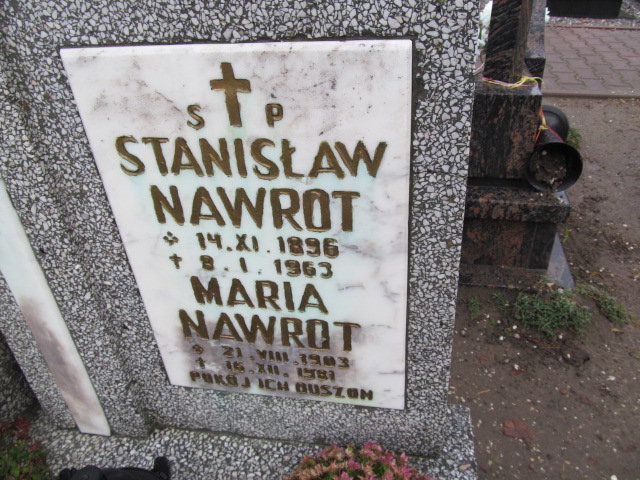 S P
STANISŁAW
NAWROT
* 14. XI. 1896
† 8. I. 1963
MARIA
NAWROT
* 21. VIII. 1903
† 16. XII. 1981
POKÓJ ICH DUSZOM